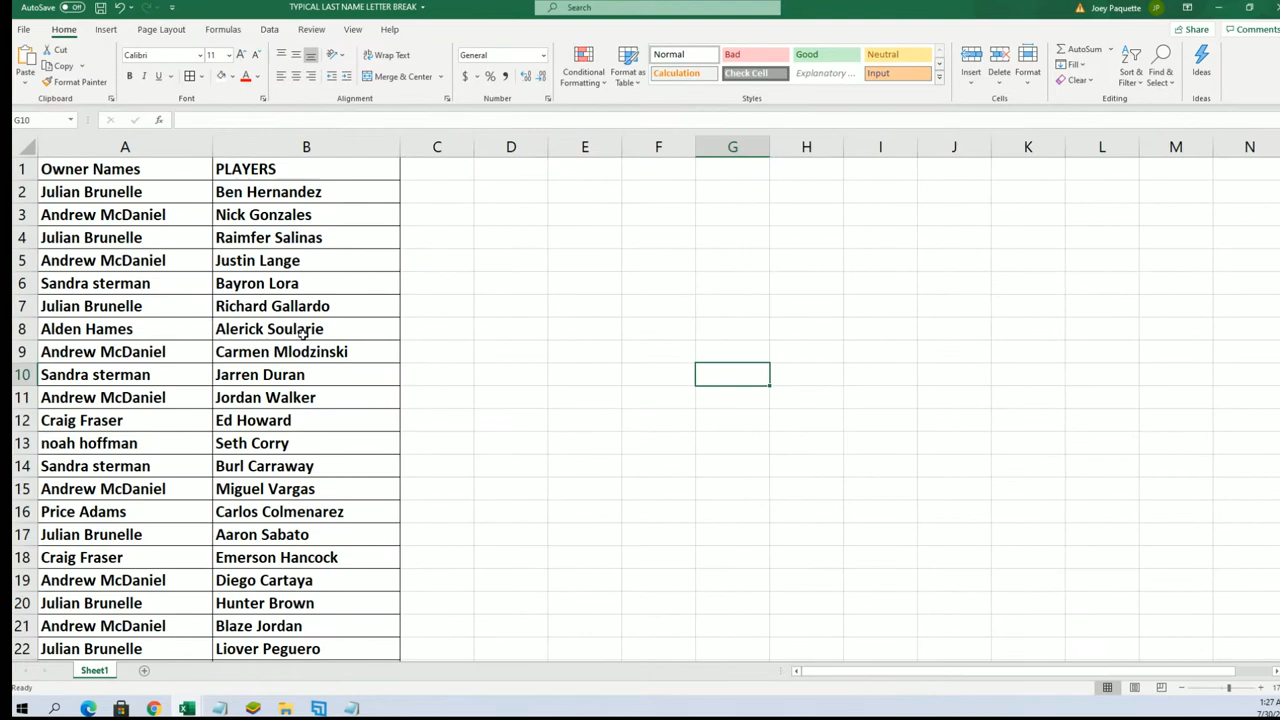 AutoSave Off TYPICAL LAST NAME LETTER BREAK Search Joey Paquette JP
File Home Insert Page Layout Formulas Data Review View Help Share Comments
Paste Cut Copy Format Painter Clipboard
Calibri 11 B I U A Font
Wrap Text Merge & Center Alignment
General $ % Number
Conditional Formatting Format as Table Normal Bad Good Neutral Calculation Check Cell Explanatory ... Input Styles
Insert Delete Format Cells
AutoSum Fill Clear Sort & Filter Find & Select Editing
Ideas Ideas
G10 fx
A B C D E F G H I J K L M N
1 Owner Names PLAYERS
2 Julian Brunelle Ben Hernandez
3 Andrew McDaniel Nick Gonzales
4 Julian Brunelle Raimfer Salinas
5 Andrew McDaniel Justin Lange
6 Sandra sterman Bayron Lora
7 Julian Brunelle Richard Gallardo
8 Alden Hames Alerick Soularie
9 Andrew McDaniel Carmen Mlodzinski
10 Sandra sterman Jarren Duran
11 Andrew McDaniel Jordan Walker
12 Craig Fraser Ed Howard
13 noah hoffman Seth Corry
14 Sandra sterman Burl Carraway
15 Andrew McDaniel Miguel Vargas
16 Price Adams Carlos Colmenarez
17 Julian Brunelle Aaron Sabato
18 Craig Fraser Emerson Hancock
19 Andrew McDaniel Diego Cartaya
20 Julian Brunelle Hunter Brown
21 Andrew McDaniel Blaze Jordan
22 Julian Brunelle Liover Peguero
Sheet1
Ready
1:27
7/30/2